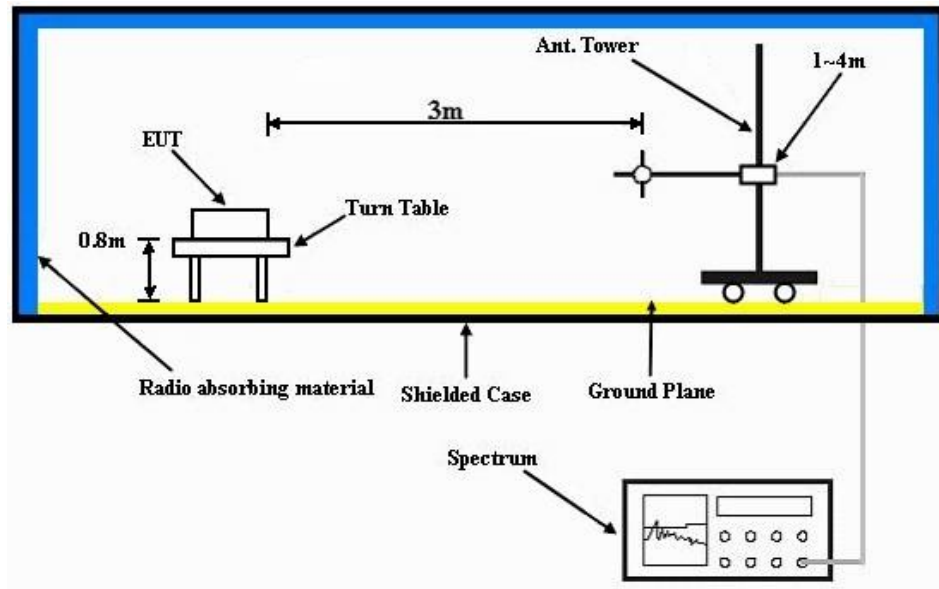 Ant. Tower
1~4m
3m
EUT
Turn Table
0.8m
Radio absorbing material
Shielded Case
Ground Plane
Spectrum